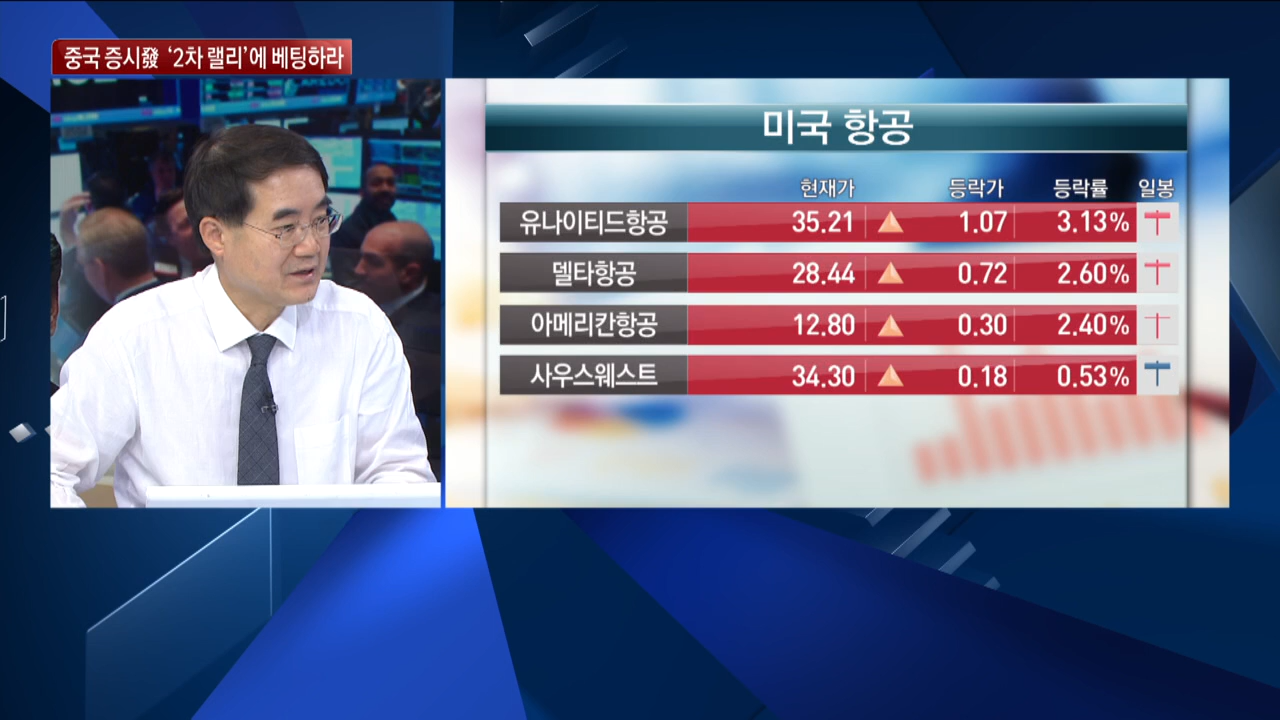 중국 증시發 ‘2차 랠리’에 베팅하라
미국 항공
현재가 등락가 등락률 일봉
유나이티드항공 35.21 ▲ 1.07 3.13%
델타항공 28.44 ▲ 0.72 2.60%
아메리칸항공 12.80 ▲ 0.30 2.40%
사우스웨스트 34.30 ▲ 0.18 0.53%